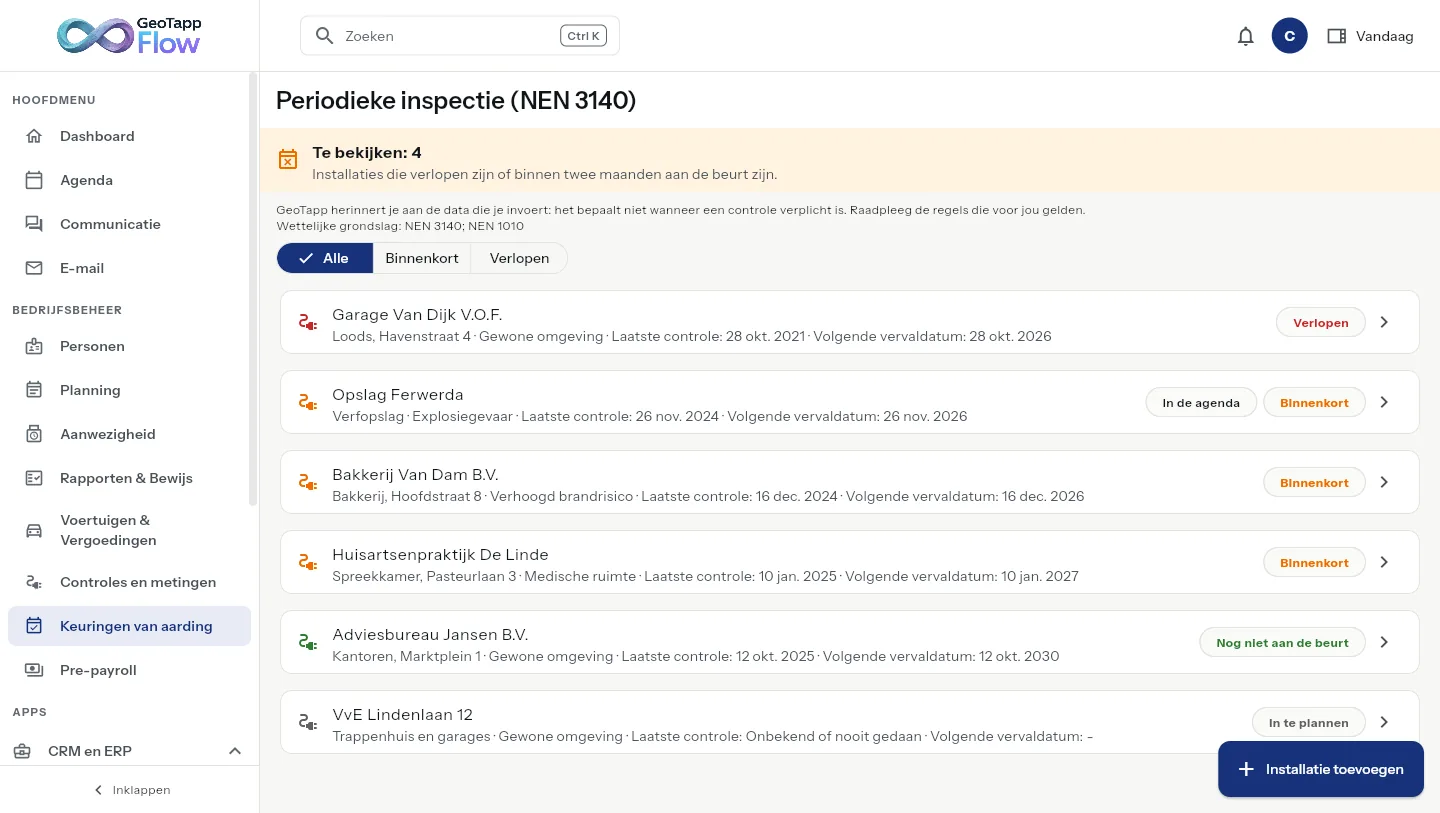 GeoTapp
Flow
Zoeken
Ctrl K
C
Vandaag
HOOFDMENU
Dashboard
Agenda
Communicatie
E-mail
BEDRIJFSBEHEER
Personen
Planning
Aanwezigheid
Rapporten & Bewijs
Voertuigen &
Vergoedingen
Controles en metingen
Keuringen van aarding
Pre-payroll
APPS
CRM en ERP
Inklappen
Periodieke inspectie (NEN 3140)
Te bekijken: 4
Installaties die verlopen zijn of binnen twee maanden aan de beurt zijn.
GeoTapp herinnert je aan de data die je invoert: het bepaalt niet wanneer een controle verplicht is. Raadpleeg de regels die voor jou gelden.
Wettelijke grondslag: NEN 3140; NEN 1010
Alle
Binnenkort
Verlopen
Garage Van Dijk V.O.F.
Loods, Havenstraat 4 · Gewone omgeving · Laatste controle: 28 okt. 2021 · Volgende vervaldatum: 28 okt. 2026
Verlopen
Opslag Ferwerda
Verfopslag · Explosiegevaar · Laatste controle: 26 nov. 2024 · Volgende vervaldatum: 26 nov. 2026
In de agenda
Binnenkort
Bakkerij Van Dam B.V.
Bakkerij, Hoofdstraat 8 · Verhoogd brandrisico · Laatste controle: 16 dec. 2024 · Volgende vervaldatum: 16 dec. 2026
Binnenkort
Huisartsenpraktijk De Linde
Spreekkamer, Pasteurlaan 3 · Medische ruimte · Laatste controle: 10 jan. 2025 · Volgende vervaldatum: 10 jan. 2027
Binnenkort
Adviesbureau Jansen B.V.
Kantoren, Marktplein 1 · Gewone omgeving · Laatste controle: 12 okt. 2025 · Volgende vervaldatum: 12 okt. 2030
Nog niet aan de beurt
VvE Lindenlaan 12
Trappenhuis en garages · Gewone omgeving · Laatste controle: Onbekend of nooit gedaan · Volgende vervaldatum: -
In te plannen
Installatie toevoegen